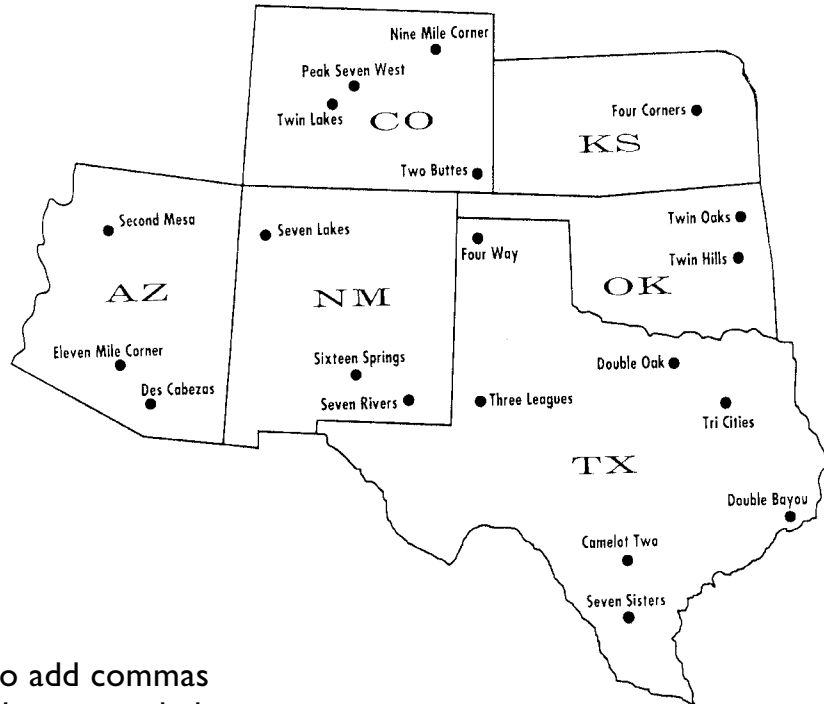 Nine Mile Corner
Peak Seven West
Twin Lakes
CO
Two Buttes
Four Corners
KS
Second Mesa
AZ
Eleven Mile Corner
Des Cabezas
Seven Lakes
NM
Sixteen Springs
Seven Rivers
Twin Oaks
Twin Hills
OK
Four Way
Three Leagues
Double Oak
Tri Cities
TX
Double Bayou
Camelot Two
Seven Sisters
o add commas